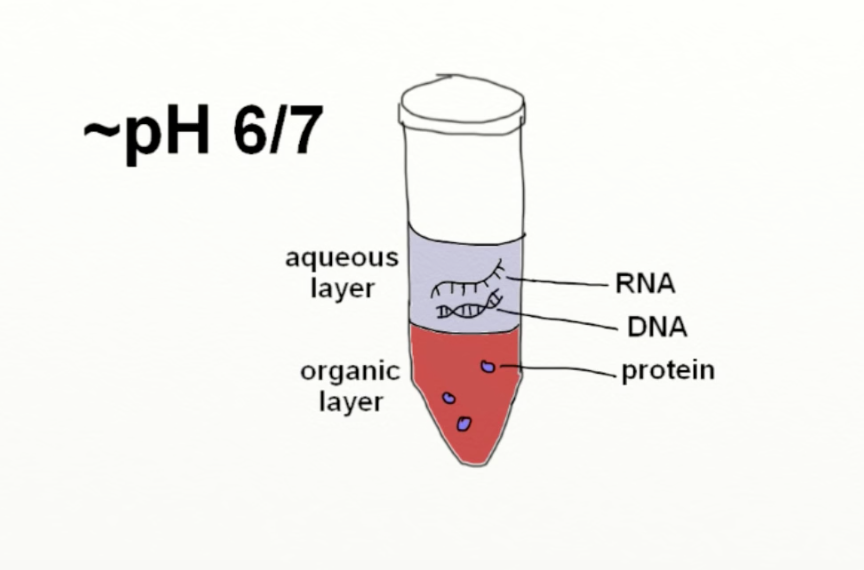 ~pH 6/7
aqueous
layer
RNA
DNA
organic
layer
protein